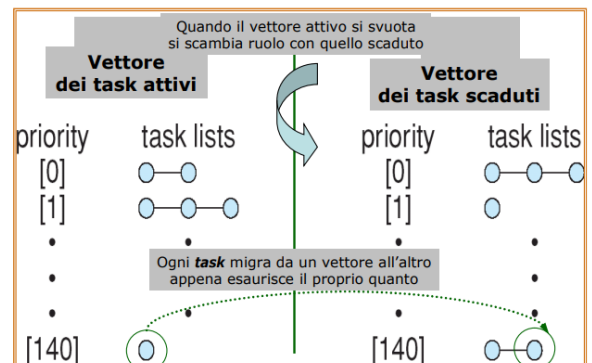 Quando il vettore attivo si svuota
si scambia ruolo con quello scaduto
Vettore
dei task attivi
Vettore
dei task scaduti
priority
task lists
[0]
[1]
Ogni task migra da un vettore all'altro
appena esaurisce il proprio quanto
[140]
priority
task lists
[0]
[1]
[140]